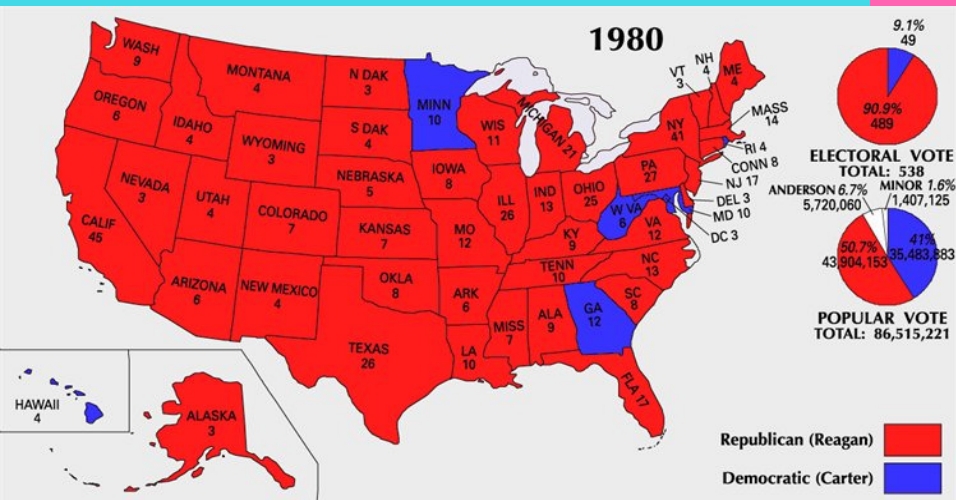 1980
WASH
9
OREGON
6
CALIF
45
NEVADA
3
IDAHO
4
MONTANA
4
WYOMING
3
UTAH
4
COLORADO
7
ARIZONA
6
NEW MEXICO
4
N DAK
3
S DAK
4
NEBRASKA
5
KANSAS
7
OKLA
8
TEXAS
26
MINN
10
IOWA
8
MO
12
ARK
6
LA
10
WIS
11
ILL
26
MICHIGAN 21
IND
13
OHIO
25
KY
9
TENN
10
MISS
7
ALA
9
GA
12
FLA 17
SC
8
NC
13
VA
12
W VA
6
PA
27
NY
41
VT
3
NH
4
ME
4
MASS
14
RI 4
CONN 8
NJ 17
DEL 3
MD 10
DC 3
HAWAII
4
ALASKA
3
9.1%
49
90.9%
489
ELECTORAL VOTE
TOTAL: 538
ANDERSON 6.7%
5,720,060
MINOR 1.6%
1,407,125
50.7%
43,904,153
41%
35,483,883
POPULAR VOTE
TOTAL: 86,515,221
Republican (Reagan)
Democratic (Carter)